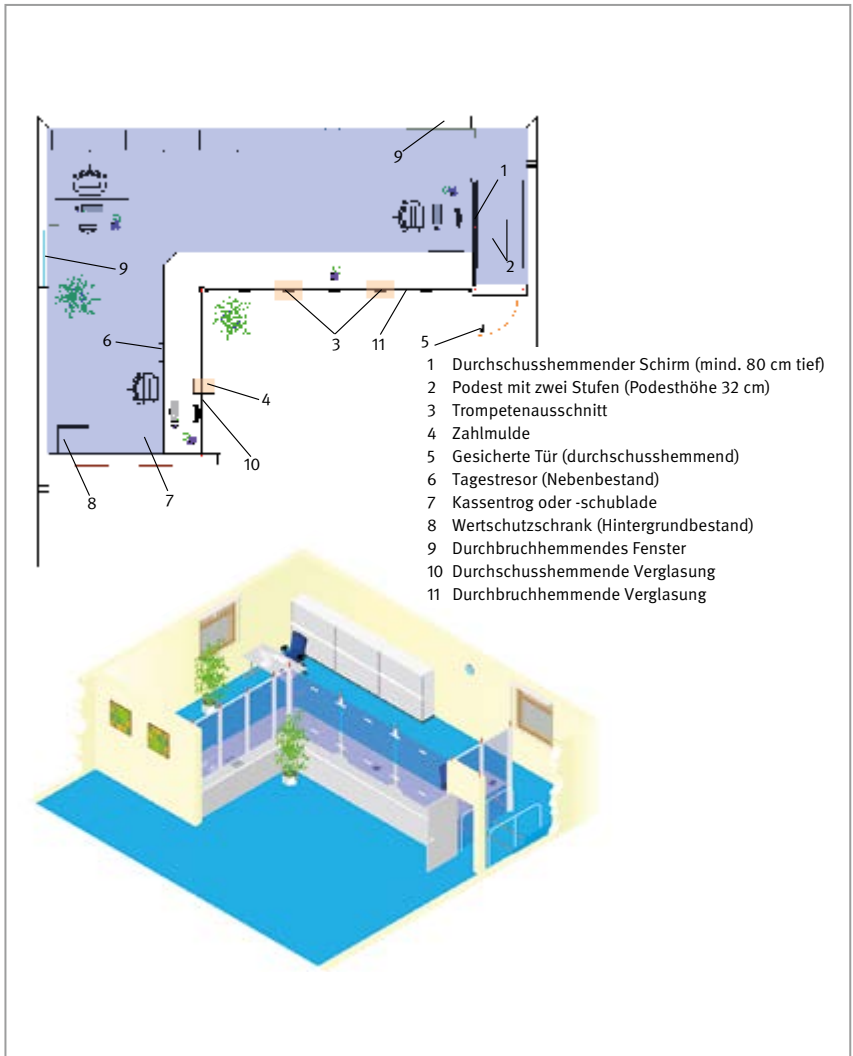 9
1
2
9
6
3
11
5
4
10
8
7
1 Durchschusshemmender Schirm (mind. 80 cm tief)
2 Podest mit zwei Stufen (Podesthöhe 32 cm)
3 Trompetenausschnitt
4 Zahlmulde
5 Gesicherte Tür (durchschusshemmend)
6 Tagestresor (Nebenbestand)
7 Kassentrog oder -schublade
8 Wertschutzschrank (Hintergrundbestand)
9 Durchbruchhemmendes Fenster
10 Durchschusshemmende Verglasung
11 Durchbruchhemmende Verglasung